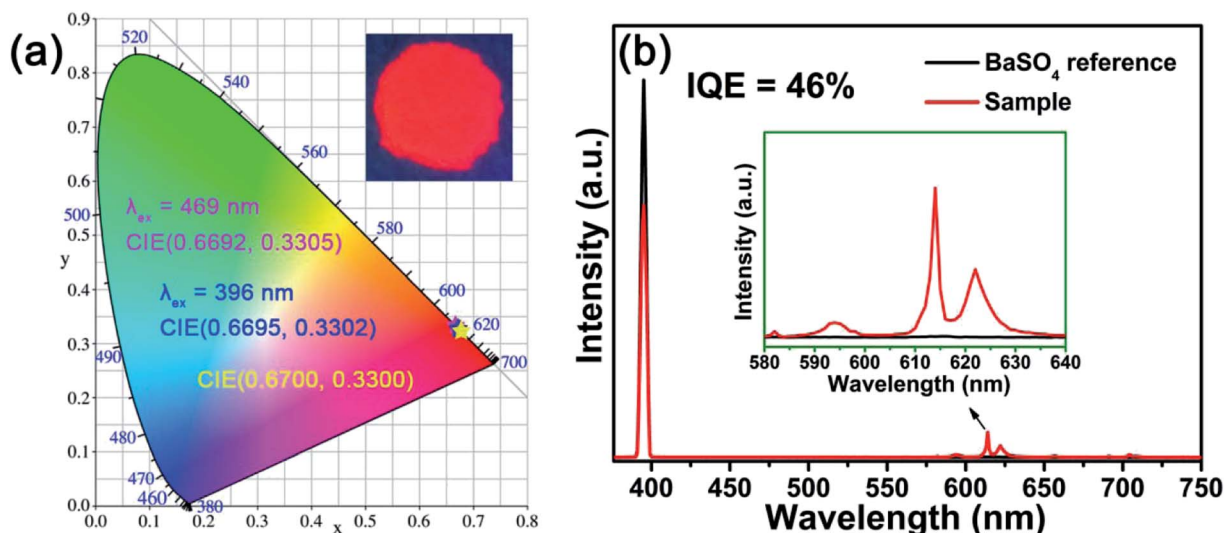 (a)
0.9
0.8
0.7
0.6
0.5
0.4
0.3
0.2
0.1
0.0
y
0.0 0.1 0.2 0.3 0.4 0.5 0.6 0.7 0.8
x
520
540
560
580
600
620
700
500
490
480
470
460
380
λex = 469 nm
CIE(0.6692, 0.3305)
λex = 396 nm
CIE(0.6695, 0.3302)
CIE(0.6700, 0.3300)
(b)
IQE = 46%
BaSO4 reference
Sample
Intensity (a.u.)
400 450 500 550 600 650 700 750
Wavelength (nm)
Intensity (a.u.)
580 590 600 610 620 630 640
Wavelength (nm)